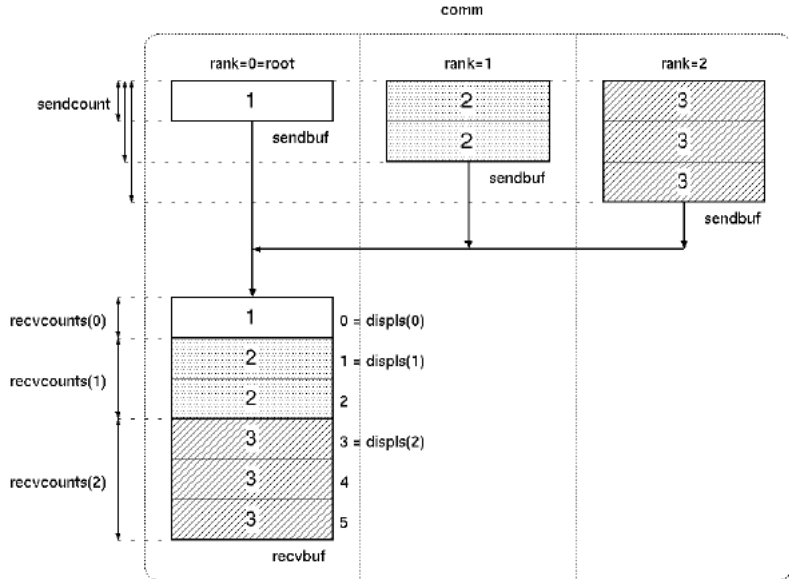 comm
rank=0=root rank=1 rank=2
sendcount
1 2 3
2 3
3
sendbuf
sendbuf
sendbuf
recvcounts(0)
1
0 = displs(0)
2
1 = displs(1)
recvcounts(1)
2
2
3
3 = displs(2)
recvcounts(2)
3
4
3
5
recvbuf